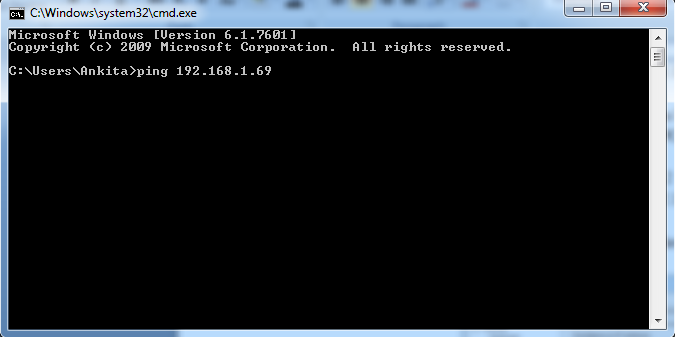 C:\Windows\system32\cmd.exe
Microsoft Windows [Version 6.1.7601]
Copyright (c) 2009 Microsoft Corporation.  All rights reserved.
C:\Users\Ankita>ping 192.168.1.69